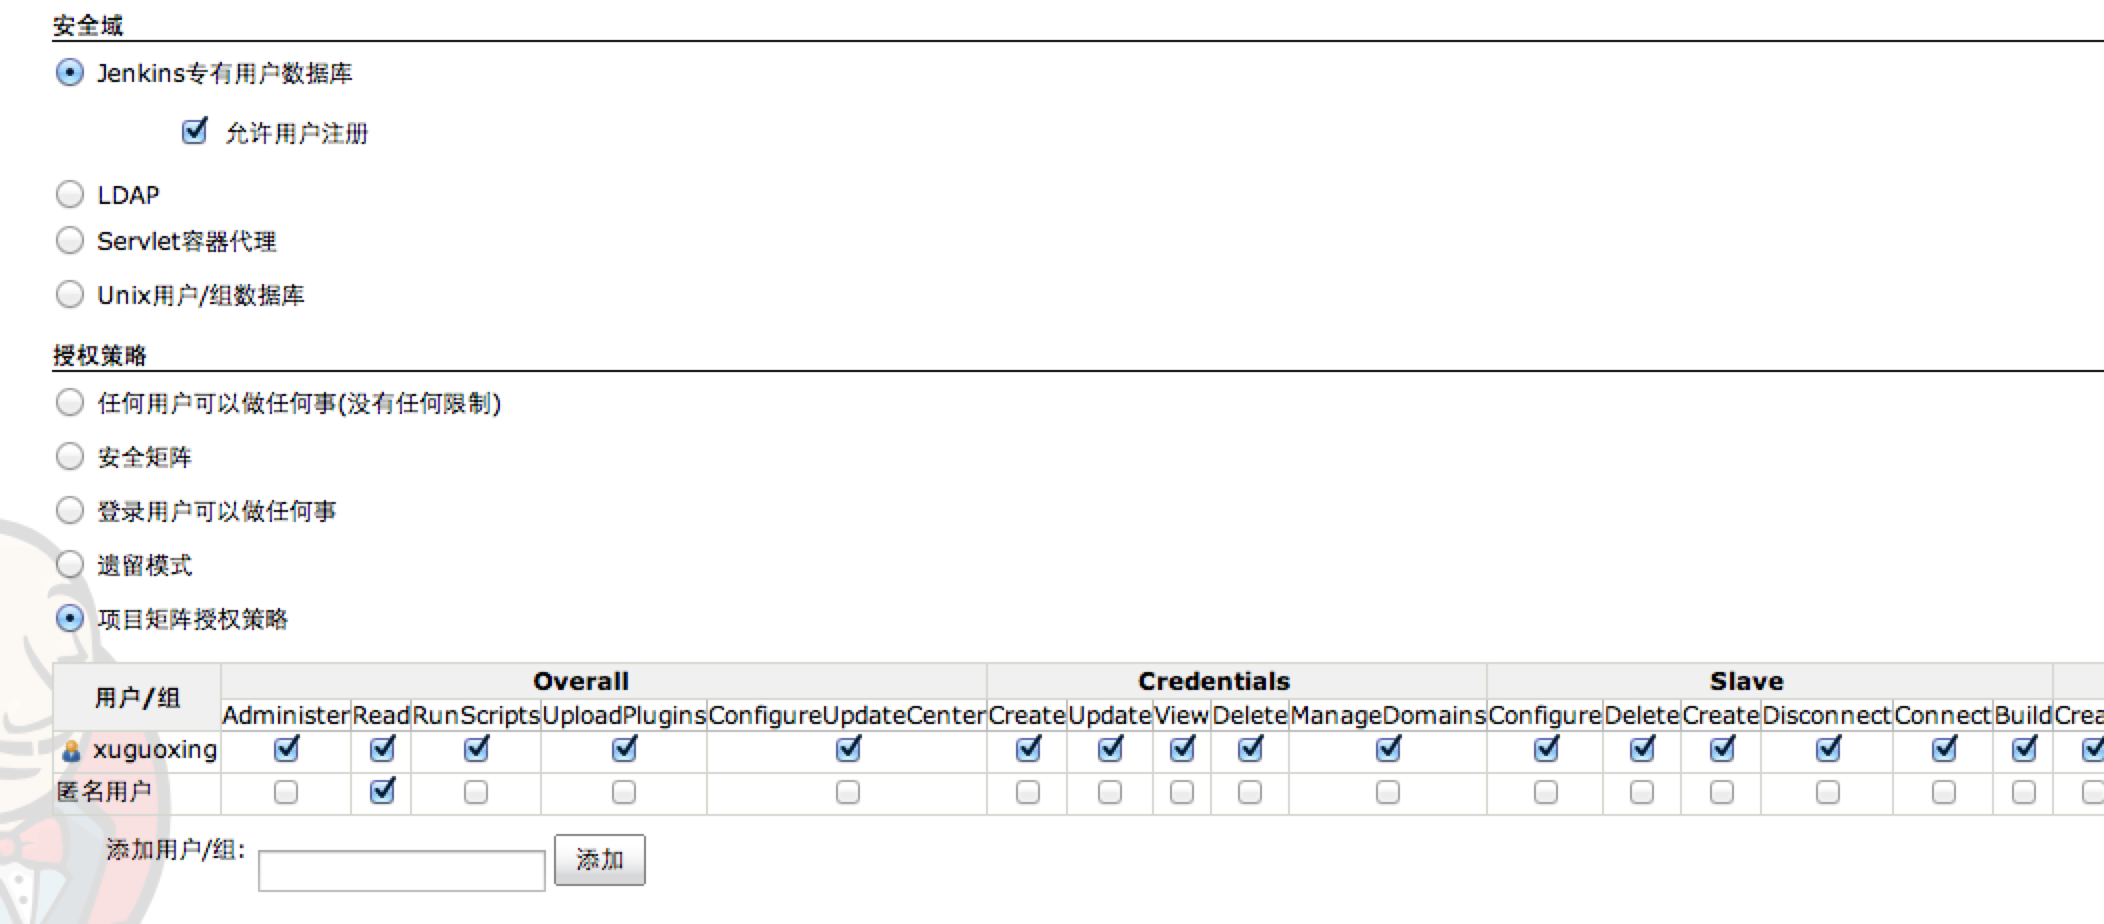 安全域
Jenkins专有用户数据库
允许用户注册
LDAP
Servlet容器代理
Unix用户/组数据库
授权策略
任何用户可以做任何事(没有任何限制)
安全矩阵
登录用户可以做任何事
遗留模式
项目矩阵授权策略
用户/组 Overall Credentials Slave
Administer Read RunScripts UploadPlugins ConfigureUpdateCenter Create Update View Delete ManageDomains Configure Delete Create Disconnect Connect Build Crea
xuguoxing
匿名用户
添加用户/组: 添加